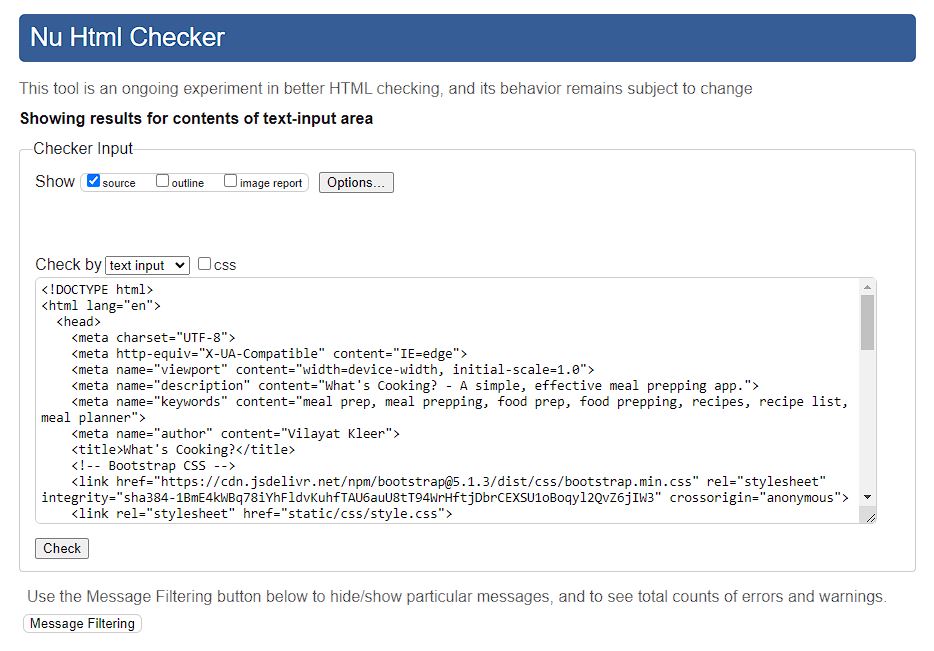 Nu Html Checker
This tool is an ongoing experiment in better HTML checking, and its behavior remains subject to change
Showing results for contents of text-input area
Checker Input
Show source outline image report Options...
Check by text input css
<!DOCTYPE html>
<html lang="en">
  <head>
    <meta charset="UTF-8">
    <meta http-equiv="X-UA-Compatible" content="IE=edge">
    <meta name="viewport" content="width=device-width, initial-scale=1.0">
    <meta name="description" content="What's Cooking? - A simple, effective meal prepping app.">
    <meta name="keywords" content="meal prep, meal prepping, food prep, food prepping, recipes, recipe list,
meal planner">
    <meta name="author" content="Vilayat Kleer">
    <title>What's Cooking?</title>
    <!-- Bootstrap CSS -->
    <link href="https://cdn.jsdelivr.net/npm/bootstrap@5.1.3/dist/css/bootstrap.min.css" rel="stylesheet"
integrity="sha384-1BmE4kWBq78iYhFldvKuhfTAU6auU8tT94WrHftjDbrCEXSU1oBoqyl2QvZ6jIW3" crossorigin="anonymous">
    <link rel="stylesheet" href="static/css/style.css">
Check
Use the Message Filtering button below to hide/show particular messages, and to see total counts of errors and warnings.
Message Filtering